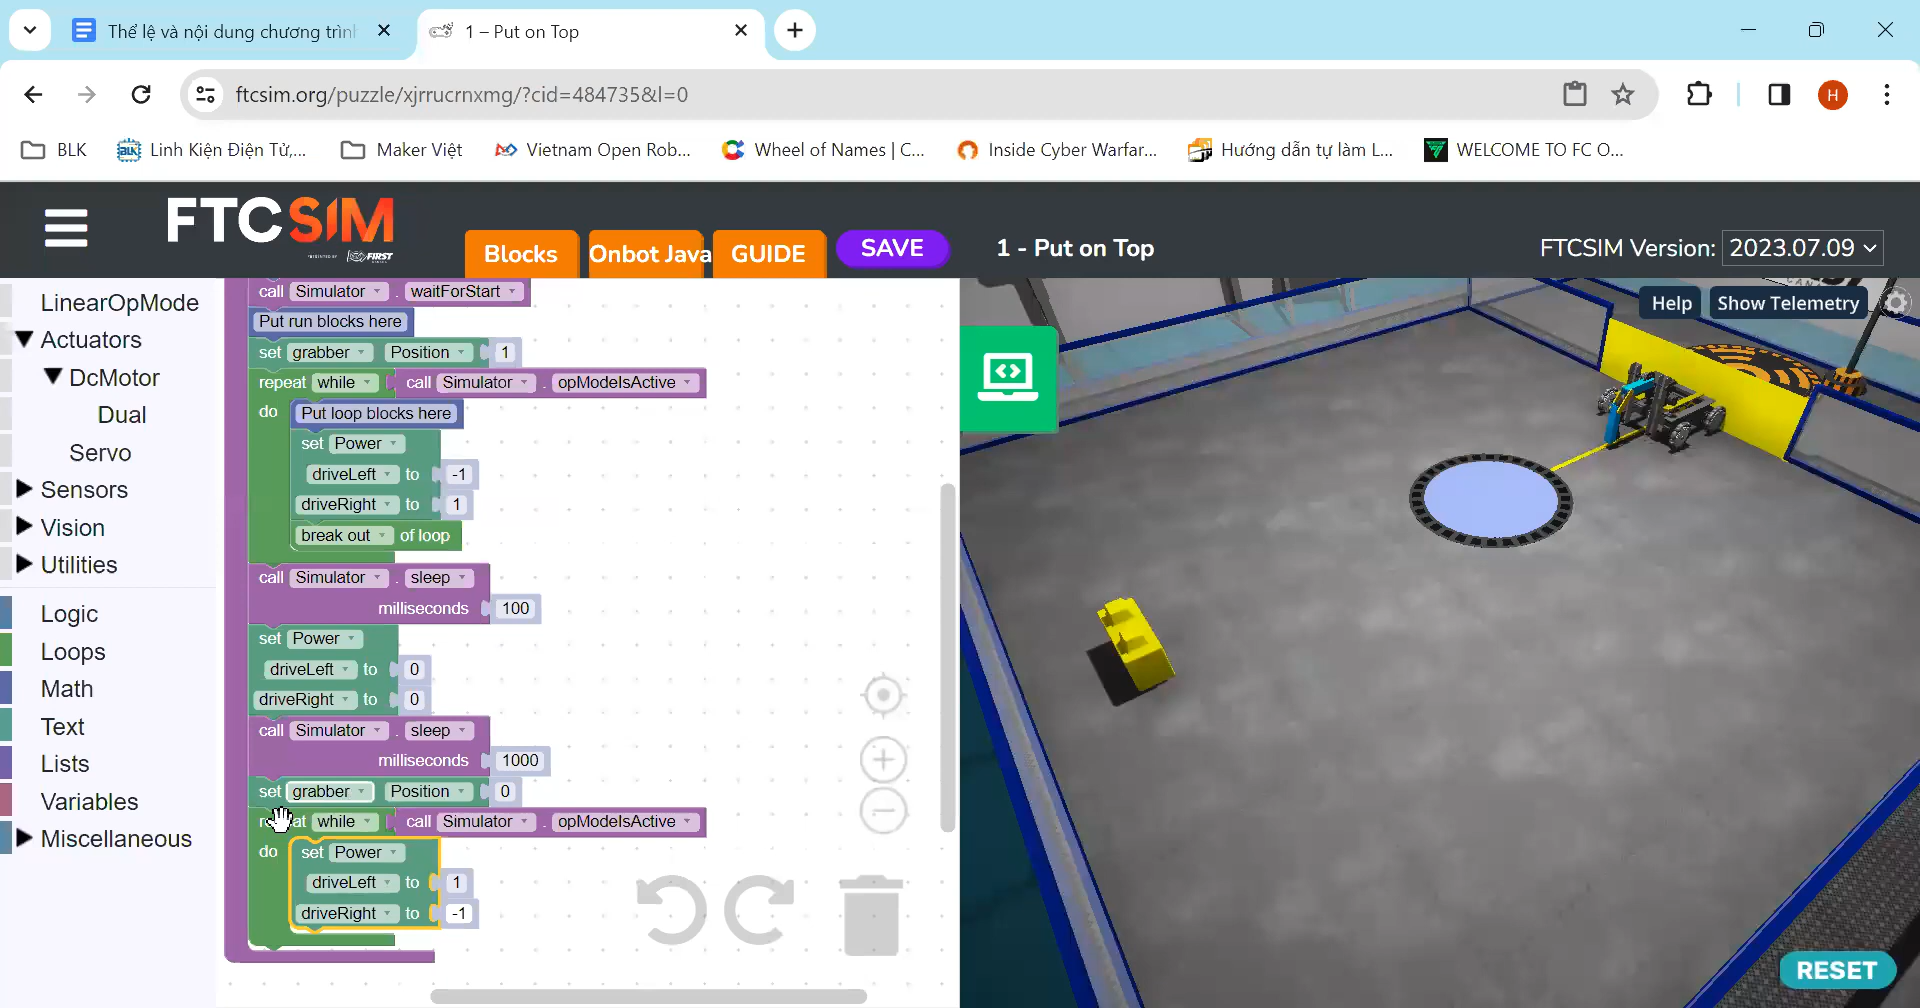 Thể lệ và nội dung chương trìn
1 – Put on Top
ftcsim.org/puzzle/xjrrucrnxmg/?cid=484735&l=0
BLK
Linh Kiện Điện Tử,...
Maker Việt
Vietnam Open Rob...
Wheel of Names | C...
Inside Cyber Warfar...
Hướng dẫn tự làm L...
WELCOME TO FC O...
H
FTCSIM
FIRST
Blocks
Onbot Java
GUIDE
SAVE
1 - Put on Top
FTCSIM Version: 2023.07.09
LinearOpMode
Actuators
DcMotor
Dual
Servo
Sensors
Vision
Utilities
Logic
Loops
Math
Text
Lists
Variables
Miscellaneous
call Simulator . waitForStart
Put run blocks here
set grabber Position 1
repeat while call Simulator . opModeIsActive
do Put loop blocks here
set Power
driveLeft to -1
driveRight to 1
break out of loop
call Simulator . sleep
milliseconds 100
set Power
driveLeft to 0
driveRight to 0
call Simulator . sleep
milliseconds 1000
set grabber Position 0
at while call Simulator . opModeIsActive
do set Power
driveLeft to 1
driveRight to -1
Help
Show Telemetry
RESET